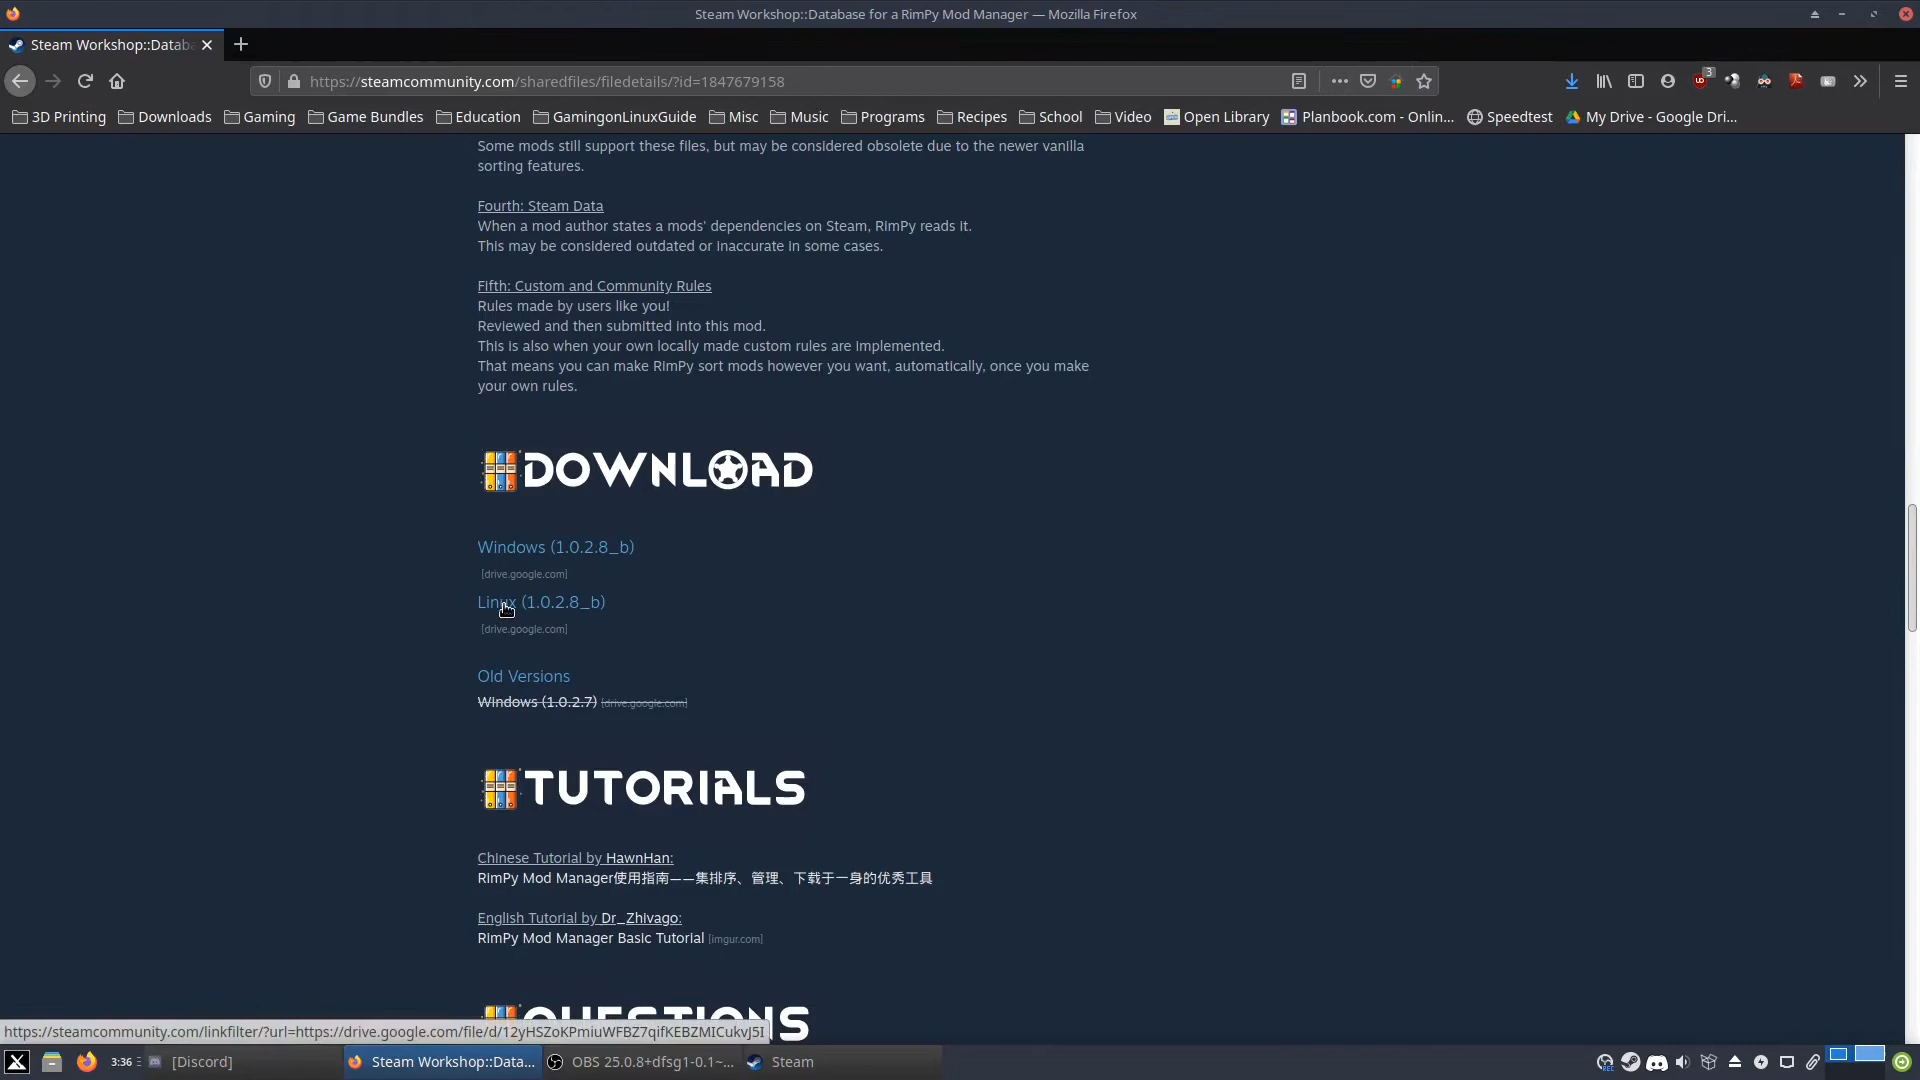 Steam Workshop::Database for a RimPy Mod Manager — Mozilla Firefox
Steam Workshop::Datab
https://steamcommunity.com/sharedfiles/filedetails/?id=1847679158
3
3D Printing Downloads Gaming Game Bundles Education GamingonLinuxGuide Misc Music Programs Recipes School Video Open Library Planbook.com - Onlin... Speedtest My Drive - Google Dri...
Some mods still support these files, but may be considered obsolete due to the newer vanilla
sorting features.
Fourth: Steam Data
When a mod author states a mods' dependencies on Steam, RimPy reads it.
This may be considered outdated or inaccurate in some cases.
Fifth: Custom and Community Rules
Rules made by users like you!
Reviewed and then submitted into this mod.
This is also when your own locally made custom rules are implemented.
That means you can make RimPy sort mods however you want, automatically, once you make
your own rules.
DOWNLOAD
Windows (1.0.2.8_b)
[drive.google.com]
Linux (1.0.2.8_b)
[drive.google.com]
Old Versions
Windows (1.0.2.7) [drive.google.com]
TUTORIALS
Chinese Tutorial by HawnHan:
RimPy Mod Manager使用指南——集排序、管理、下载于一身的优秀工具
English Tutorial by Dr_Zhivago:
RimPy Mod Manager Basic Tutorial [imgur.com]
QUESTIONS
https://steamcommunity.com/linkfilter/?url=https://drive.google.com/file/d/12yHSZoKPmiuWFBZ7qifKEBZMICukvJ5I
3:36 [Discord] Steam Workshop::Data... OBS 25.0.8+dfsg1-0.1~... Steam